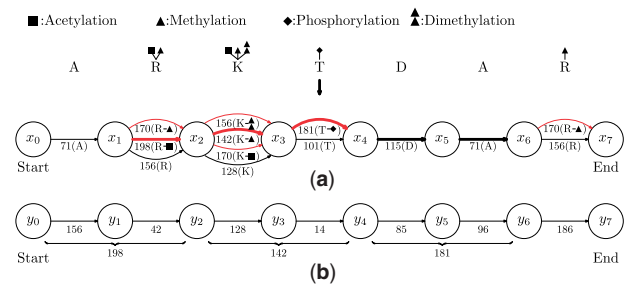 ■:Acetylation ▲:Methylation ◆:Phosphorylation ▲▲:Dimethylation
A R K T D A R
170(R-▲) 156(K-▲▲) 181(T-◆) 170(R-▲)
x0 x1 x2 x3 x4 x5 x6 x7
198(R-■) 142(K-▲)
71(A) 156(R) 170(K-■) 101(T) 115(D) 71(A) 156(R)
128(K)
Start End
(a)
y0 y1 y2 y3 y4 y5 y6 y7
156 42 128 14 85 96 186
198 142 181
Start End
(b)